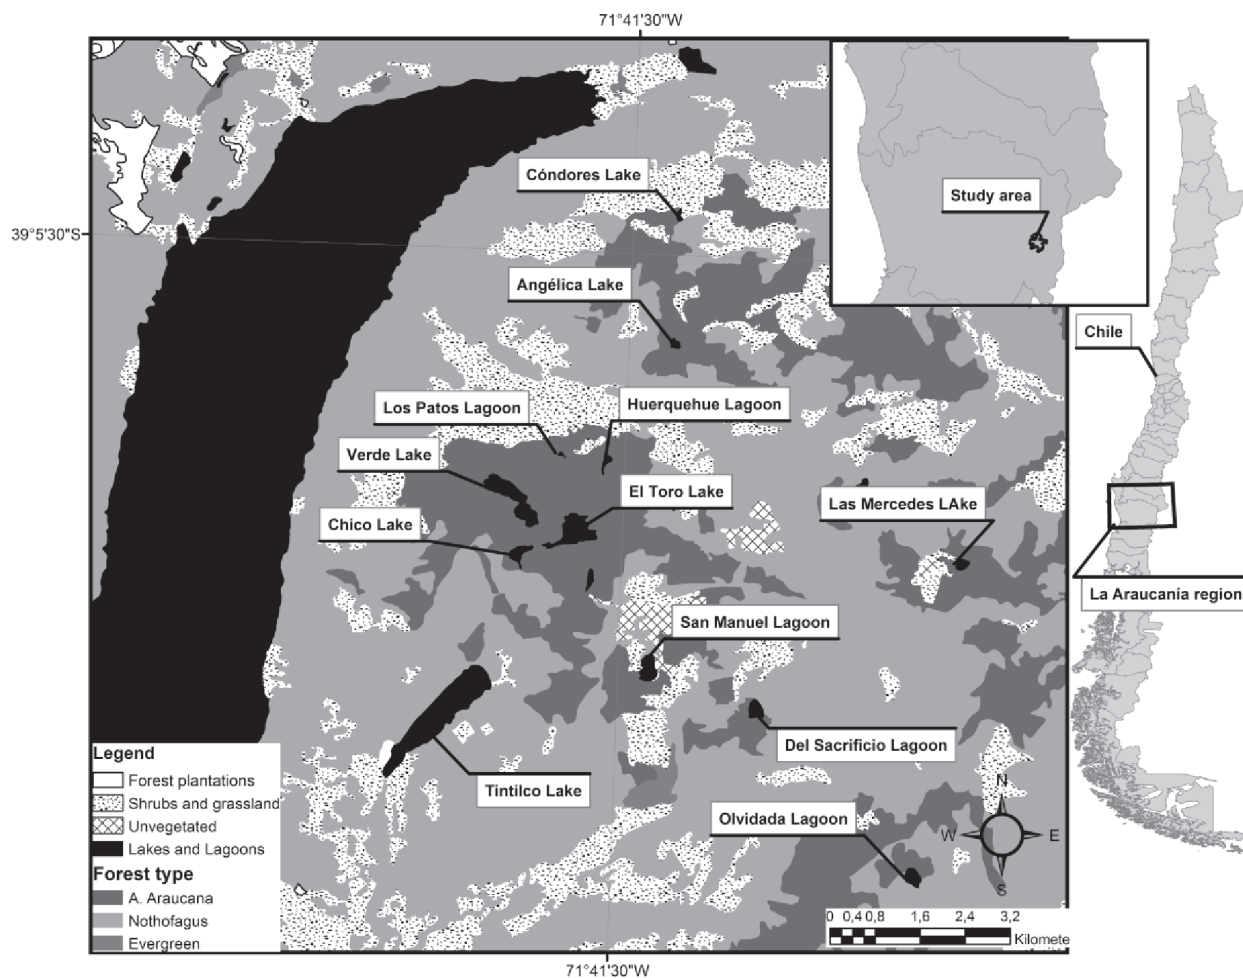 71°41'30"W
Cóndores Lake
Study area
39°5'30"S
Angélica Lake
Chile
Los Patos Lagoon
Huerquehue Lagoon
Verde Lake
El Toro Lake
Las Mercedes LAke
Chico Lake
La Araucanía region
San Manuel Lagoon
Del Sacrificio Lagoon
Tintilco Lake
Olvidada Lagoon
Legend
Forest plantations
Shrubs and grassland
Unvegetated
Lakes and Lagoons
Forest type
A. Araucana
Nothofagus
Evergreen
N
W E
S
0 0,4 0,8 1,6 2,4 3,2
Kilomete
71°41'30"W